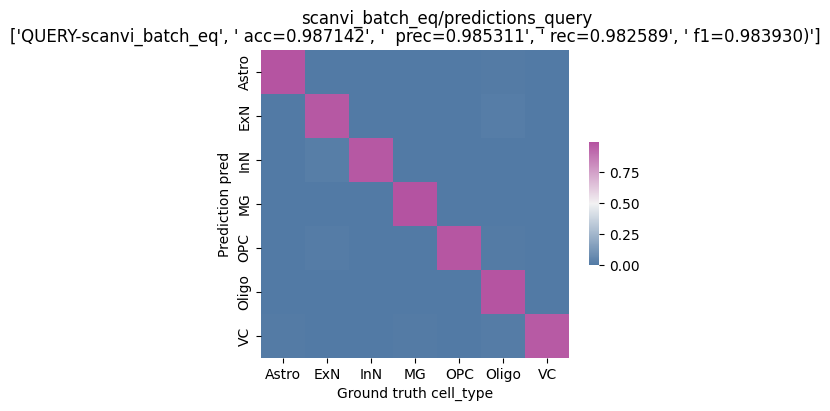 scanvi_batch_eq/predictions_query
['QUERY-scanvi_batch_eq', ' acc=0.987142', '  prec=0.985311', ' rec=0.982589', ' f1=0.983930)']
Prediction pred
Astro
ExN
InN
MG
OPC
Oligo
VC
Astro ExN InN MG OPC Oligo VC
Ground truth cell_type
0.75
0.50
0.25
0.00